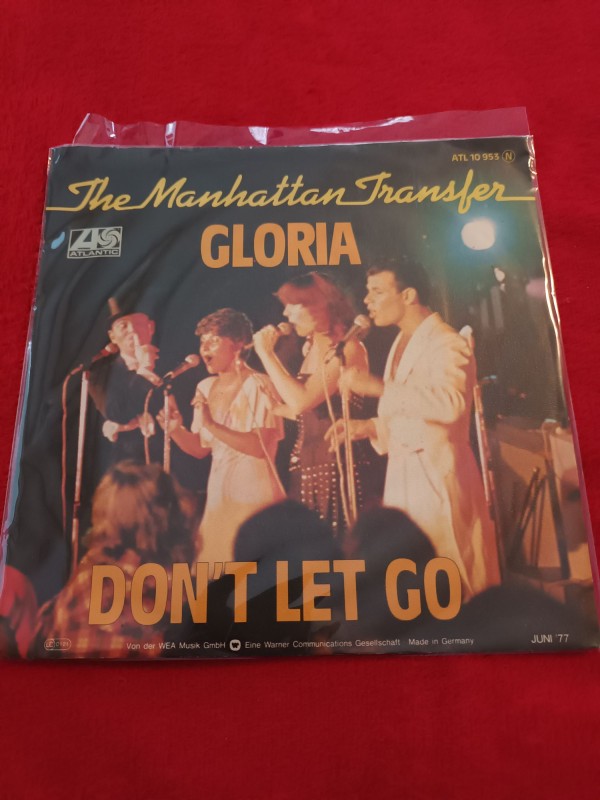 ATL 10 953 N
The Manhattan Transfer
ATLANTIC
GLORIA
DON'T LET GO
Von der WEA Musik GmbH Eine Warner Communications Gesellschaft Made in Germany
JUNI '77